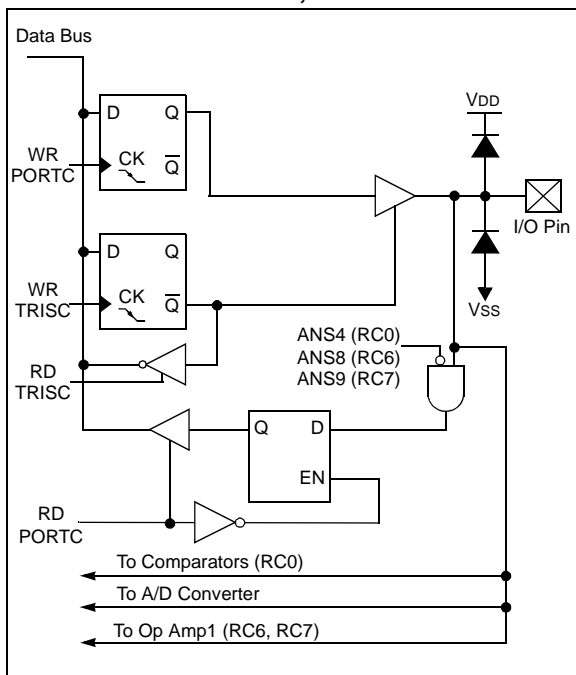 Data Bus
D Q
WR
PORTC
CK Q
VDD
I/O Pin
D Q
WR
TRISC
CK Q
VSS
ANS4 (RC0)
ANS8 (RC6)
ANS9 (RC7)
RD
TRISC
Q D
EN
RD
PORTC
To Comparators (RC0)
To A/D Converter
To Op Amp1 (RC6, RC7)